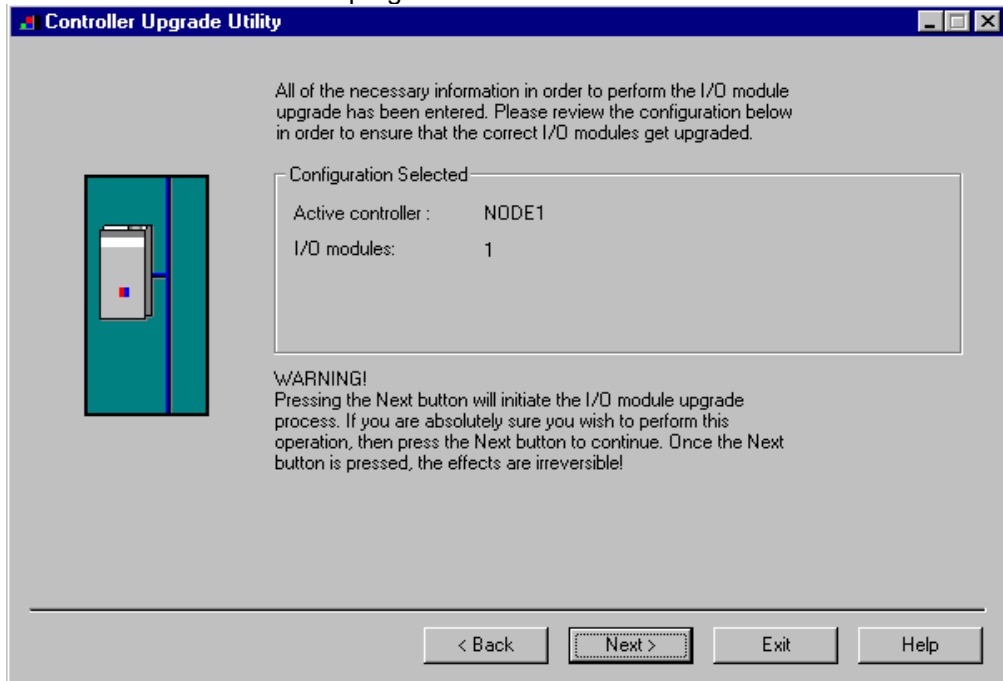 Controller Upgrade Utility
All of the necessary information in order to perform the I/O module
upgrade has been entered. Please review the configuration below
in order to ensure that the correct I/O modules get upgraded.
Configuration Selected
Active controller : NODE1
I/O modules: 1
WARNING!
Pressing the Next button will initiate the I/O module upgrade
process. If you are absolutely sure you wish to perform this
operation, then press the Next button to continue. Once the Next
button is pressed, the effects are irreversible!
< Back Next > Exit Help